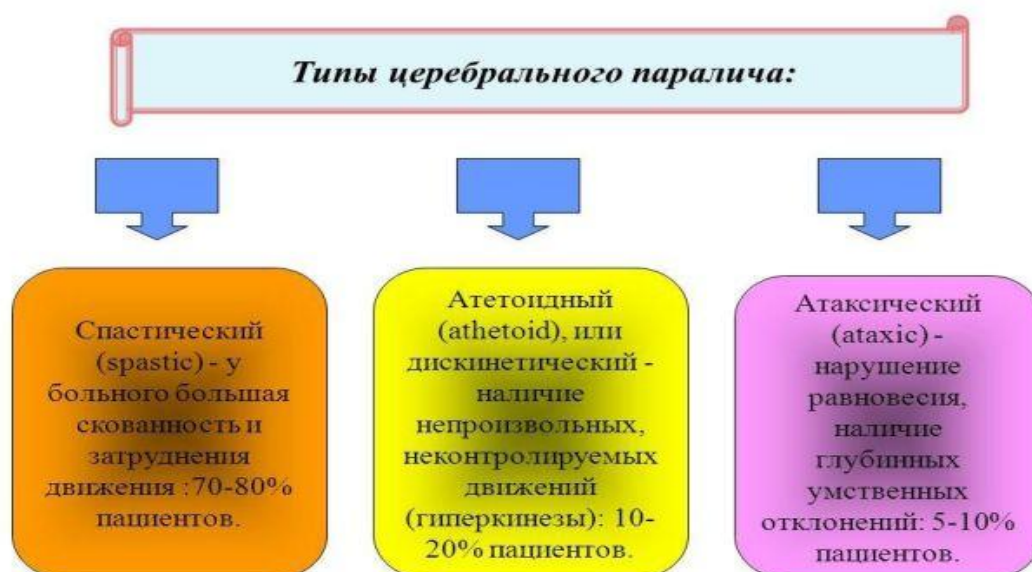 Типы церебрального паралича:
Спастический
(spastic) - у
больного большая
скованность и
затруднения
движения :70-80%
пациентов.
Атетоидный
(athetoid), или
дискинетический -
наличие
непроизвольных,
неконтролируемых
движений
(гиперкинезы): 10-
20% пациентов.
Атаксический
(ataxic) -
нарушение
равновесия,
наличие
глубинных
умственных
отклонений: 5-10%
пациентов.